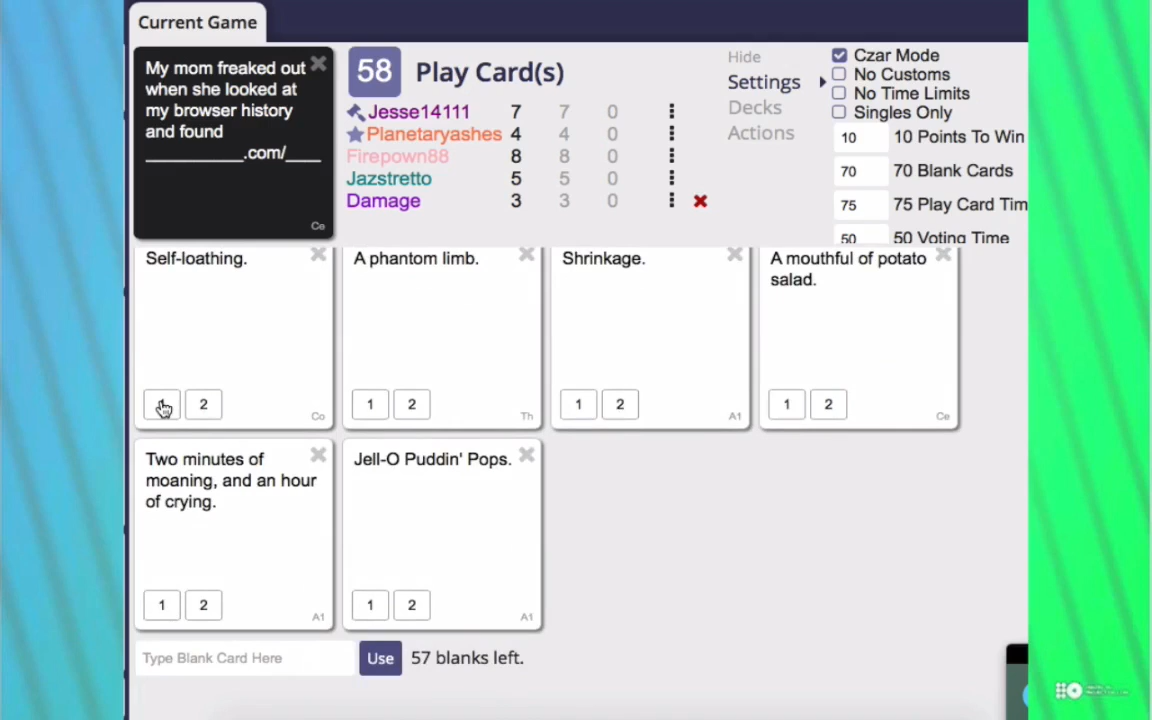 Current Game
My mom freaked out
when she looked at
my browser history
and found
__________.com/____
Ce
58 Play Card(s)
Jesse14111 7 7 0
Planetaryashes 4 4 0
Firepown88 8 8 0
Jazstretto 5 5 0
Damage 3 3 0
Hide
Settings
Decks
Actions
Czar Mode
No Customs
No Time Limits
Singles Only
10 10 Points To Win
70 70 Blank Cards
75 75 Play Card Tim
50 50 Voting Time
Self-loathing.
2
Co
A phantom limb.
1 2
Th
Shrinkage.
1 2
A1
A mouthful of potato
salad.
1 2
Ce
Two minutes of
moaning, and an hour
of crying.
1 2
A1
Jell-O Puddin' Pops.
1 2
A1
Type Blank Card Here
Use
57 blanks left.